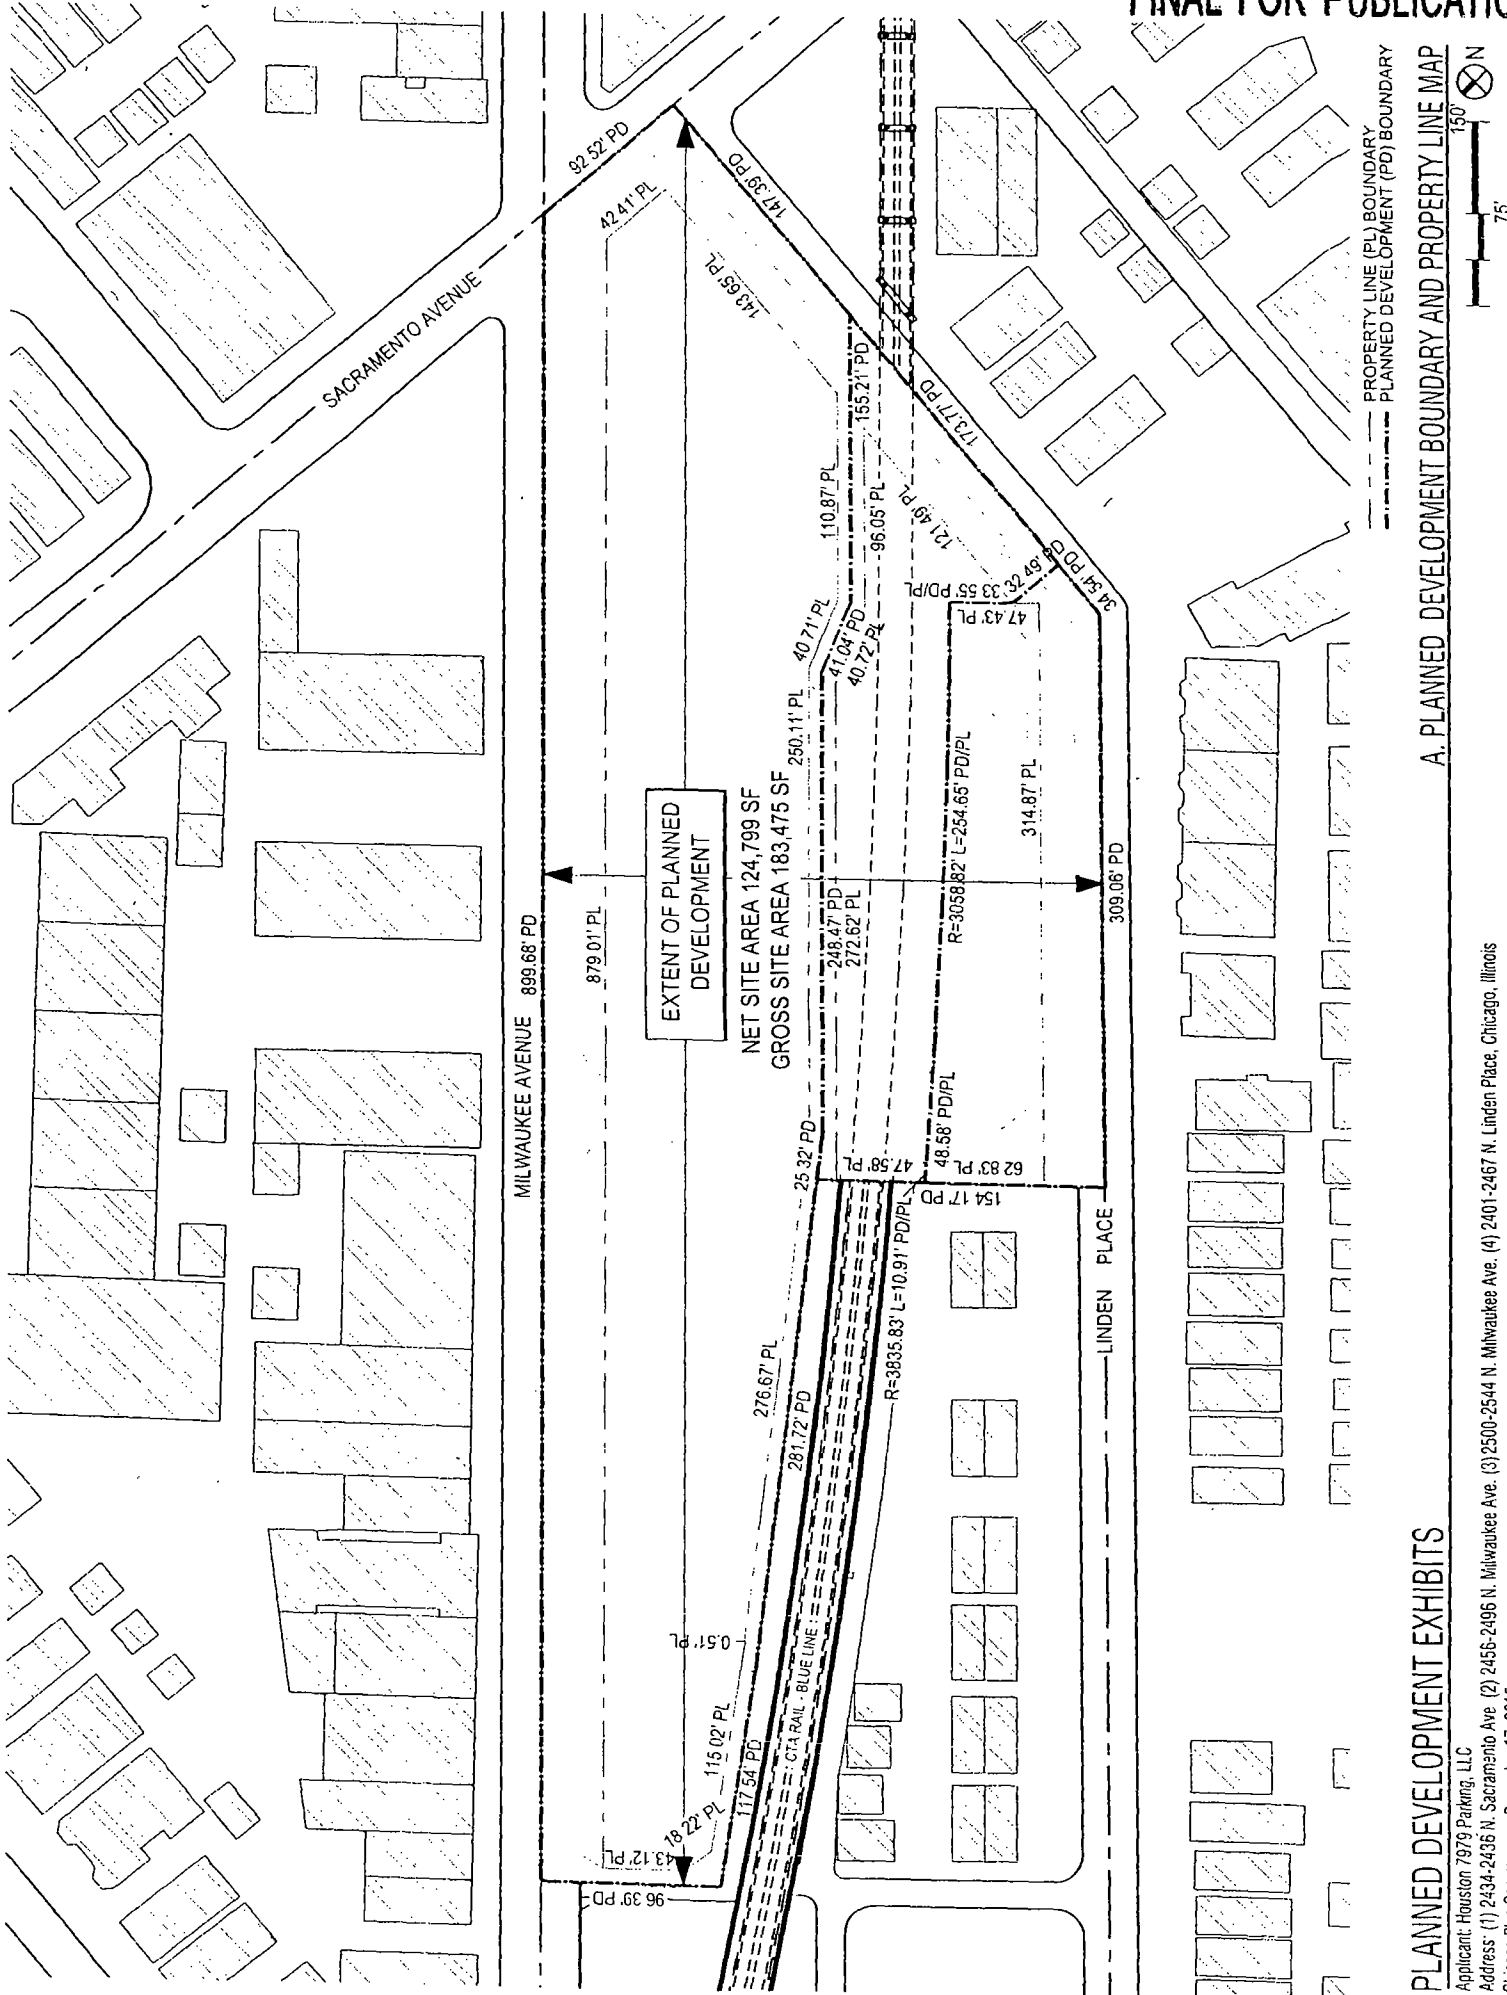 FINAL FOR PUBLICATIO
PROPERTY LINE (PL) BOUNDARY
PLANNED DEVELOPMENT (PD) BOUNDARY
A. PLANNED DEVELOPMENT BOUNDARY AND PROPERTY LINE MAP
75'
150'
N
SACRAMENTO AVENUE
92 52' PD
42 41' PL
147.39' PD
143 65' PL
MILWAUKEE AVENUE 899.68' PD
879 01' PL
EXTENT OF PLANNED
DEVELOPMENT
NET SITE AREA 124,799 SF
GROSS SITE AREA 183,475 SF
250.11' PL
40 71' PL
110.87' PL
155.21' PD
41.04' PD
40.72' PL
96.05' PL
173.77' PD
121 49' PL
33 55' PD/PL
32 49' PD
47.43' PL
34 54' PD
248.47' PD
272.62' PL
R=3058.82' L=254.65' PD/PL
314.87' PL
309.06' PD
25 32' PD
47.58' PL
48.58' PD/PL
62 83' PL
154 17' PD
276.67' PL
281.72' PD
R=3835.83' L=10.91' PD/PL
LINDEN PLACE
0.51' PL
CTA RAIL - BLUE LINE
115 02' PL
117 54' PD
18 22' PL
43.12' PL
96 39' PD
PLANNED DEVELOPMENT EXHIBITS
Applicant: Houston 7979 Parking, LLC
Address: (1) 2434-2436 N. Sacramento Ave (2) 2456-2496 N. Milwaukee Ave. (3) 2500-2544 N. Milwaukee Ave. (4) 2401-2467 N. Linden Place, Chicago, Illinois